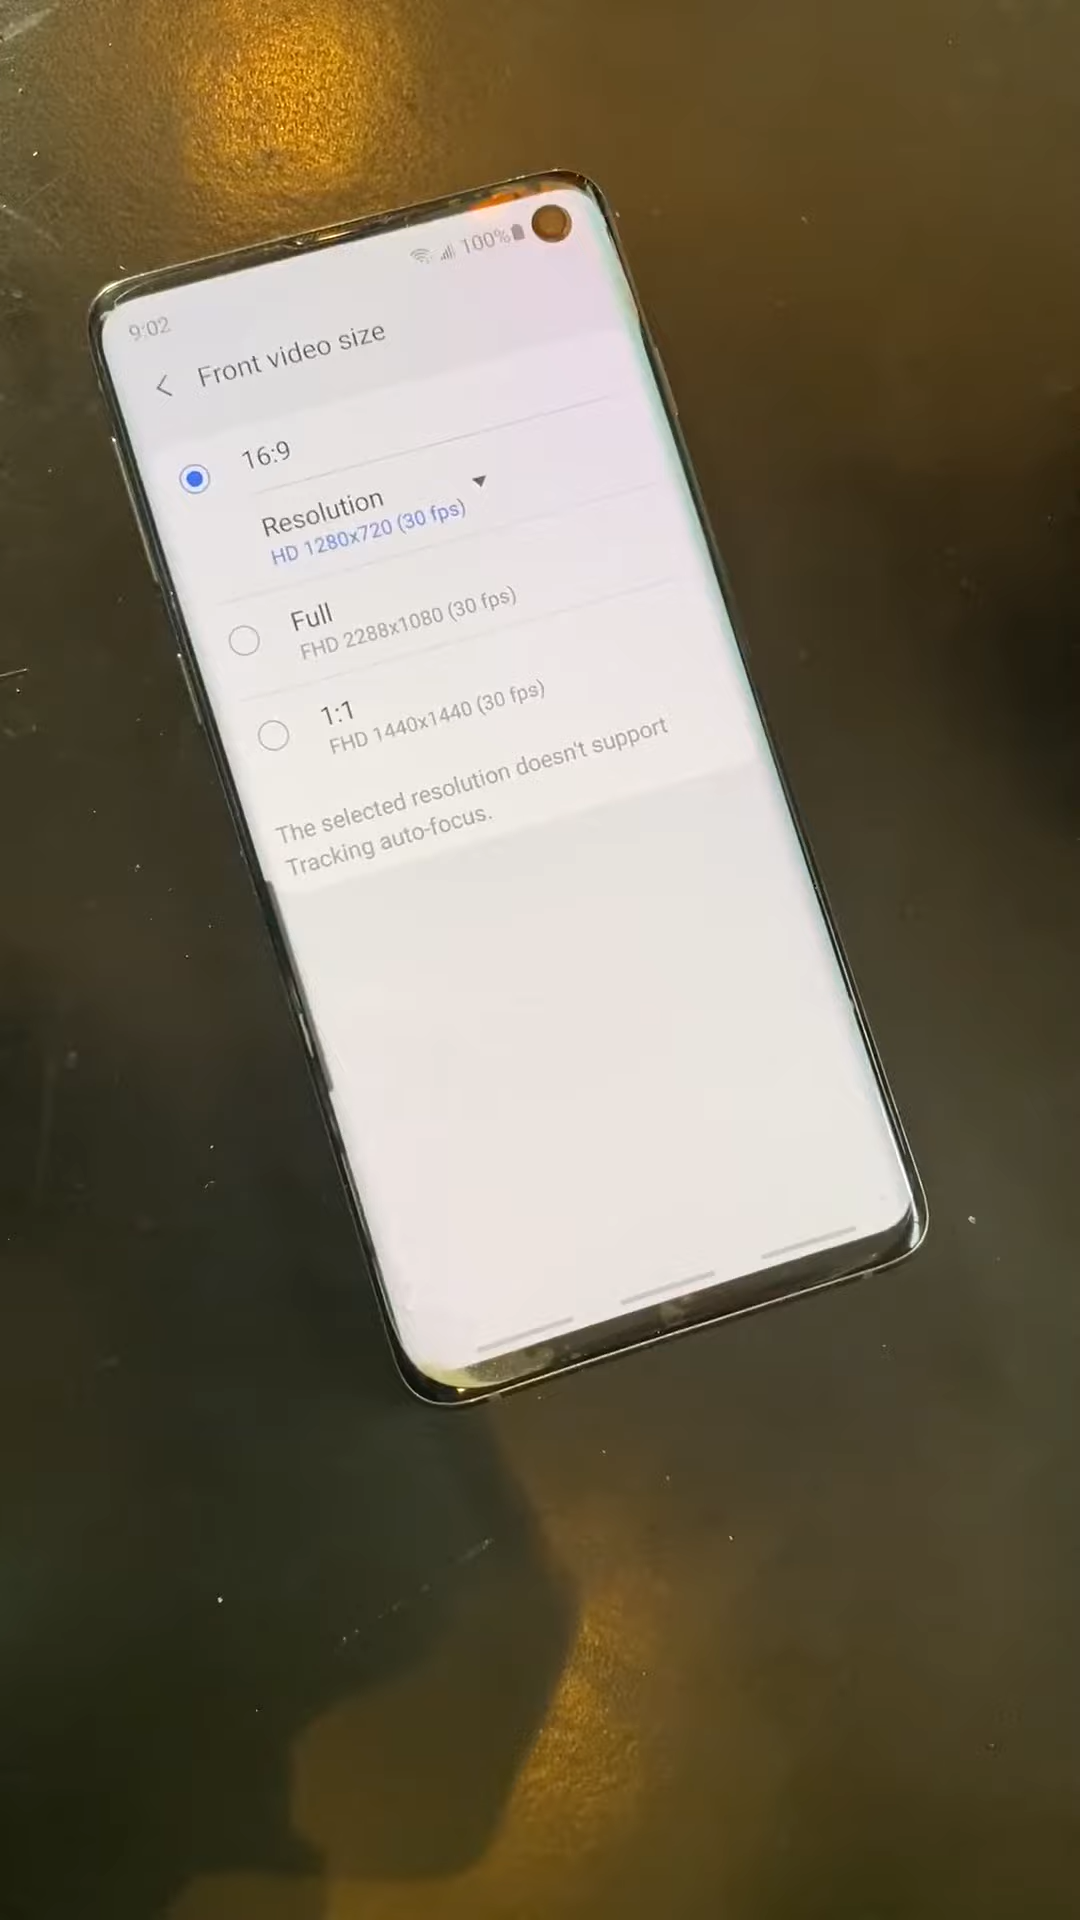 100%
9:02
Front video size
16:9
Resolution
HD 1280x720 (30 fps)
Full
FHD 2288x1080 (30 fps)
1:1
FHD 1440x1440 (30 fps)
The selected resolution doesn't support
Tracking auto-focus.